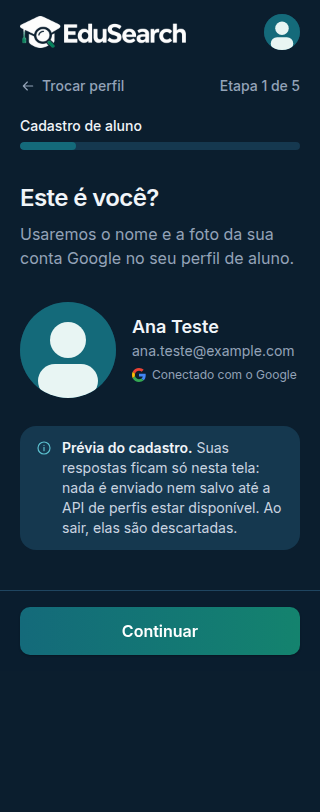 EduSearch
Trocar perfil
Etapa 1 de 5
Cadastro de aluno
Este é você?
Usaremos o nome e a foto da sua
conta Google no seu perfil de aluno.
Ana Teste
ana.teste@example.com
Conectado com o Google
Prévia do cadastro. Suas
respostas ficam só nesta tela:
nada é enviado nem salvo até a
API de perfis estar disponível. Ao
sair, elas são descartadas.
Continuar